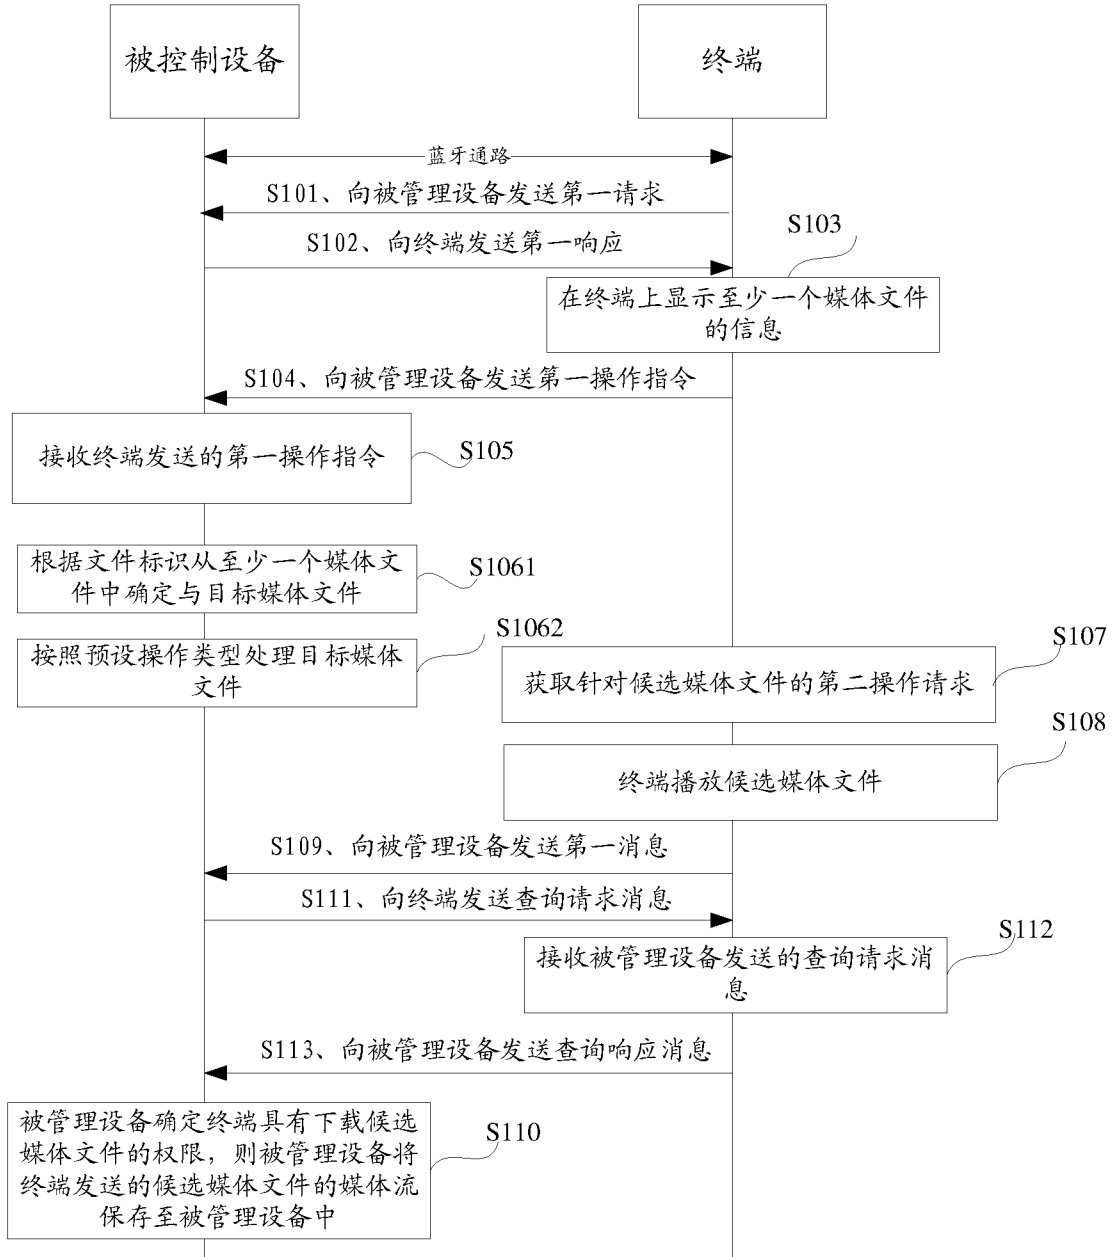 被控制设备
终端
蓝牙通路
S101、向被管理设备发送第一请求
S102、向终端发送第一响应
S103
在终端上显示至少一个媒体文件
的信息
S104、向被管理设备发送第一操作指令
接收终端发送的第一操作指令
S105
根据文件标识从至少一个媒体文
件中确定与目标媒体文件
S1061
按照预设操作类型处理目标媒体
文件
S1062
获取针对候选媒体文件的第二操作请求
S107
终端播放候选媒体文件
S108
S109、向被管理设备发送第一消息
S111、向终端发送查询请求消息
接收被管理设备发送的查询请求消
息
S112
S113、向被管理设备发送查询响应消息
被管理设备确定终端具有下载候选
媒体文件的权限，则被管理设备将
终端发送的候选媒体文件的媒体流
保存至被管理设备中
S110